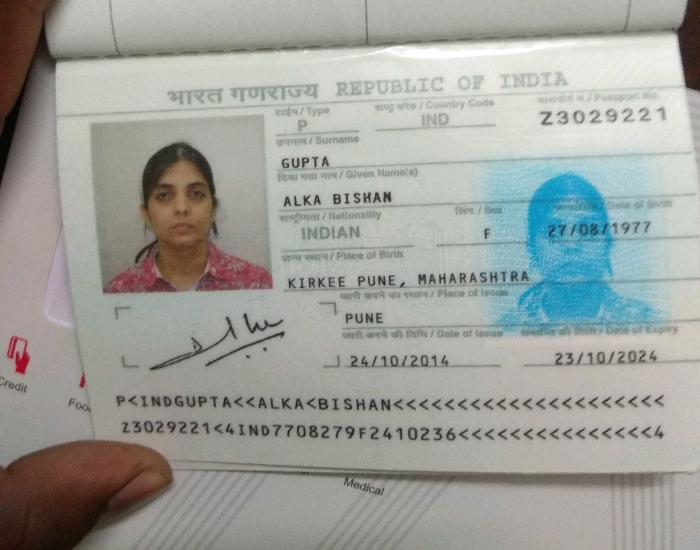 भारत गणराज्य REPUBLIC OF INDIA
टाईप / Type
राष्ट्र कोड / Country Code
पासपोर्ट नं. / Passport No.
P
IND
Z3029221
उपनाम / Surname
GUPTA
दिया गया नाम / Given Name(s)
ALKA BISHAN
राष्ट्रीयता / Nationality
लिंग / Sex
Date of Birth
INDIAN
F
27/08/1977
जन्म स्थान / Place of Birth
KIRKEE PUNE, MAHARASHTRA
जारी करने का स्थान / Place of Issue
PUNE
जारी करने की तिथि / Date of Issue
समाप्ति की तिथि / Date of Expiry
24/10/2014
23/10/2024
P<INDGUPTA<<ALKA<BISHAN<<<<<<<<<<<<<<<<<<<<<
Z3029221<4IND7708279F2410236<<<<<<<<<<<<<<4
Credit
Medical